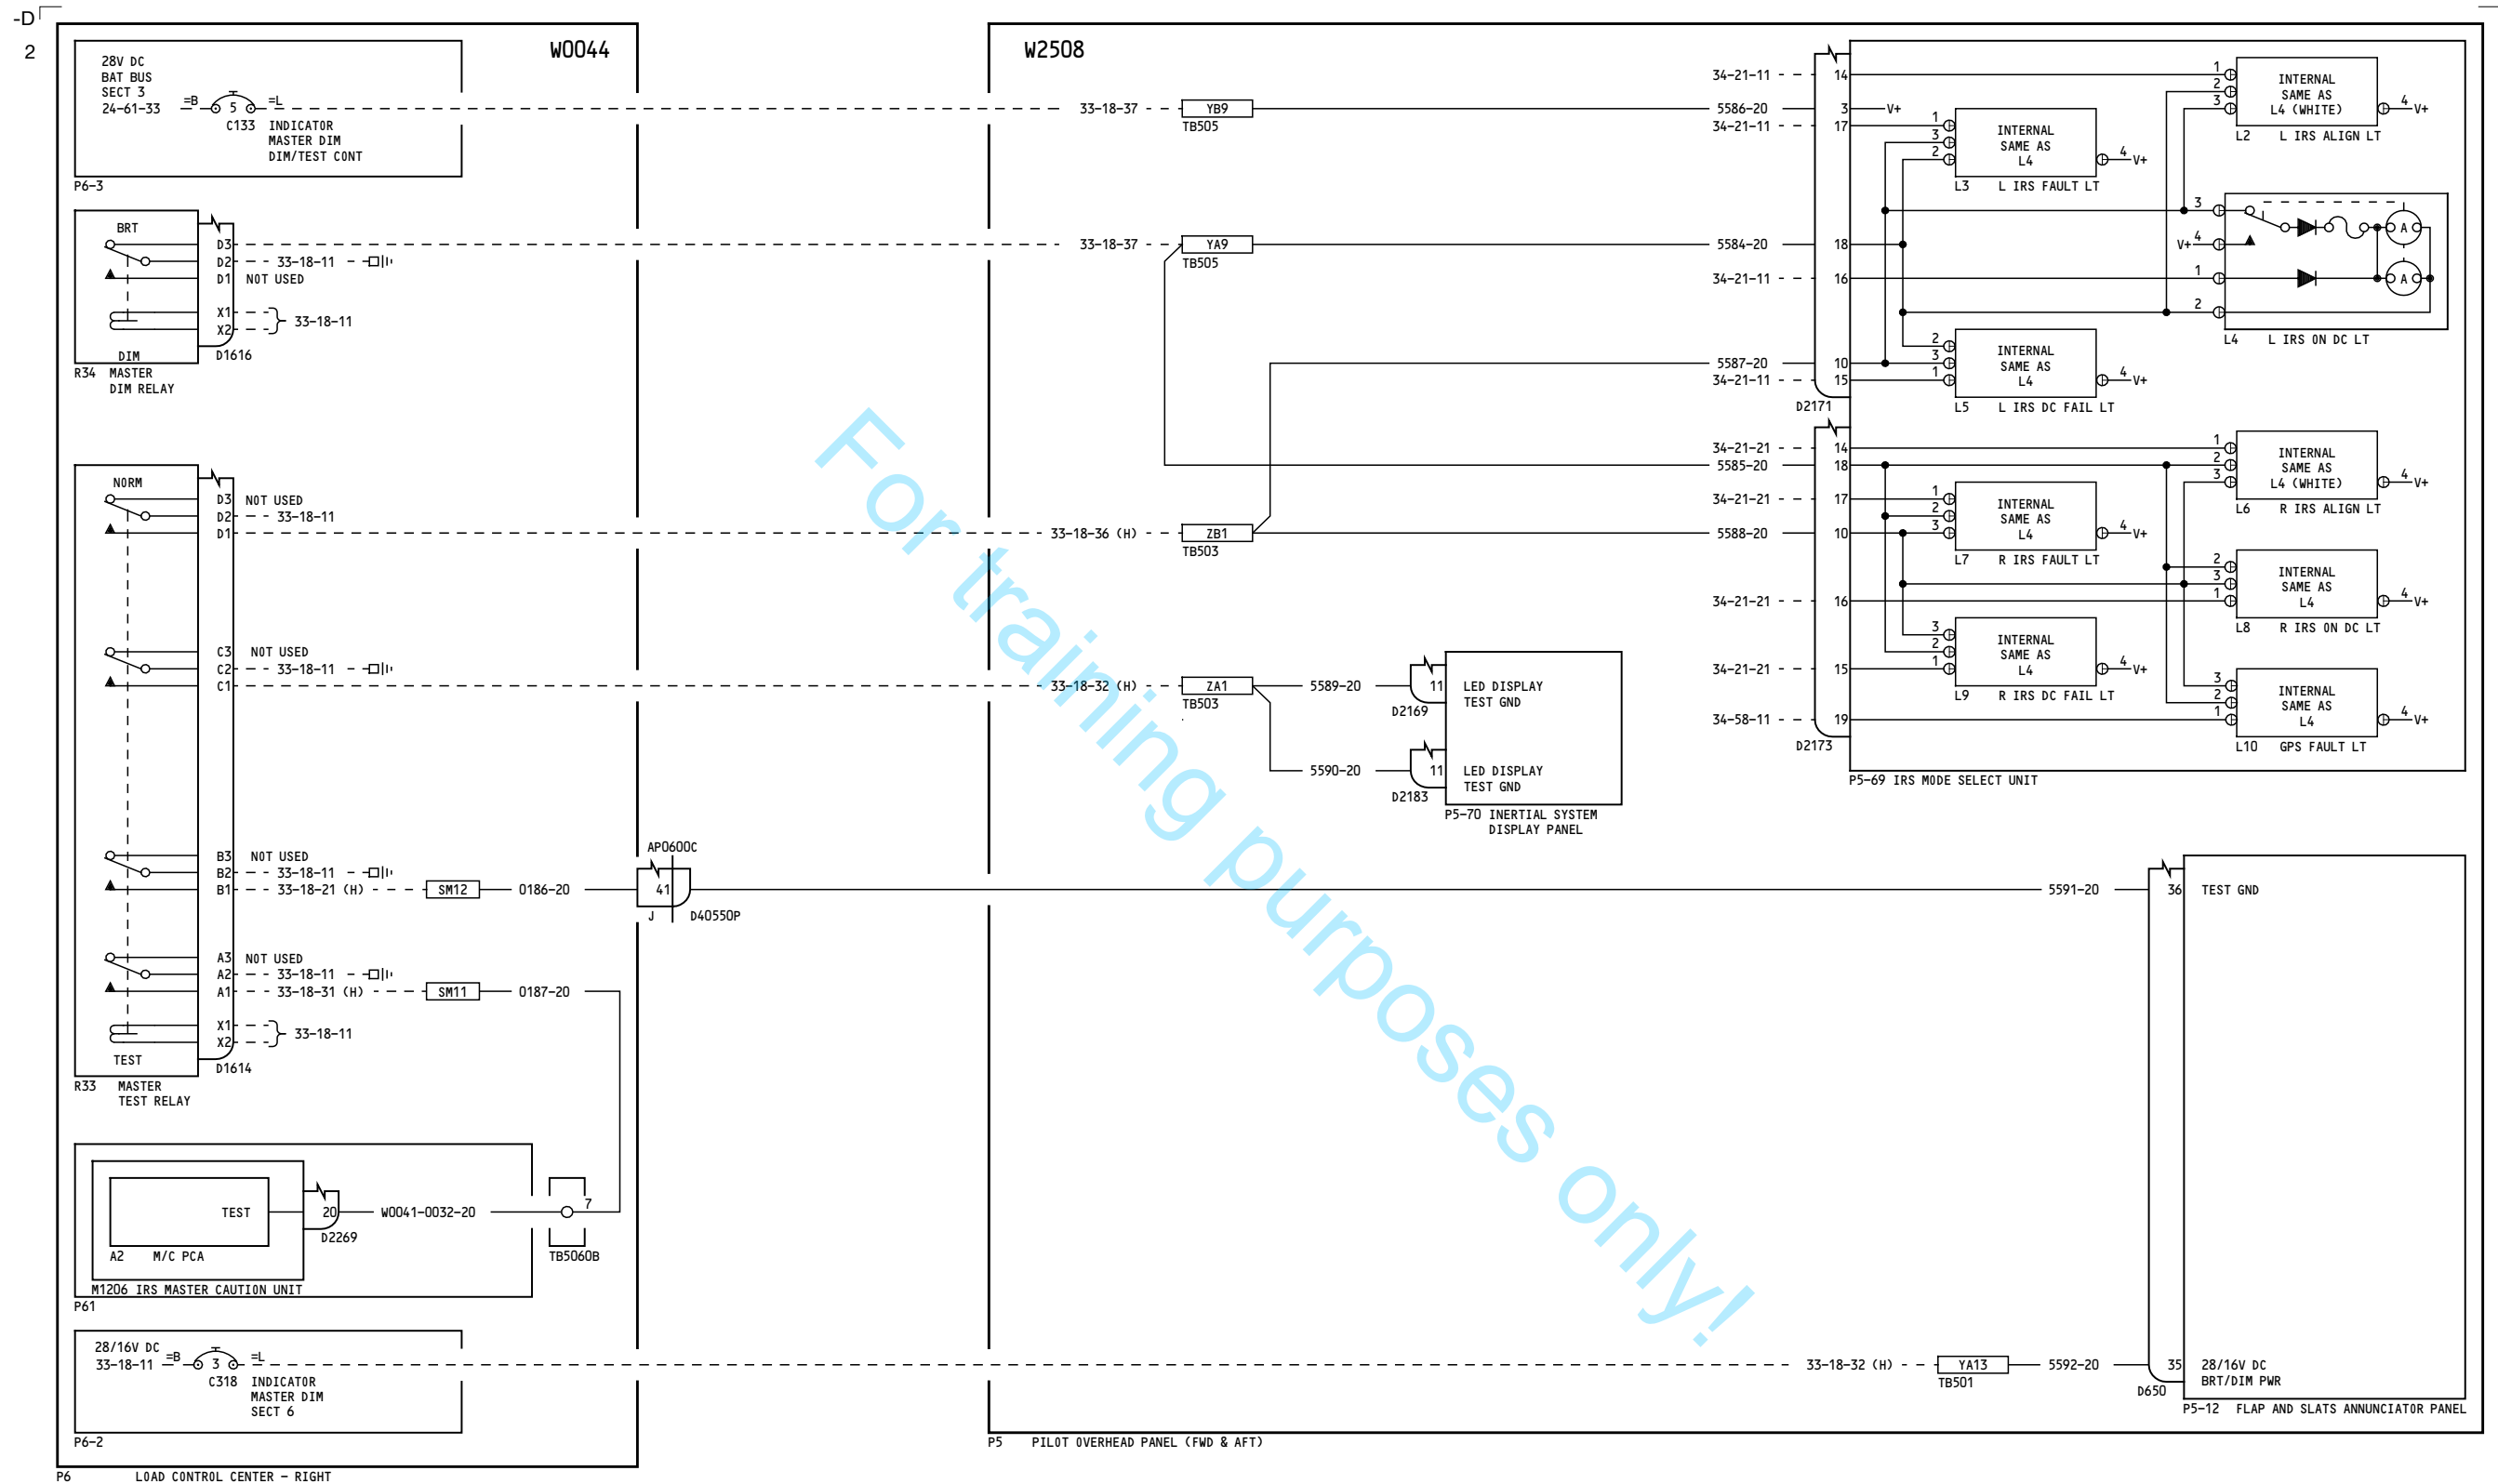 -D
2
W0044
28V DC
BAT BUS
SECT 3
24-61-33
=B
5
=L
C133 INDICATOR
MASTER DIM
DIM/TEST CONT
P6-3
BRT
D3
D2
33-18-11
D1
NOT USED
X1
X2
33-18-11
DIM
D1616
R34 MASTER
DIM RELAY
NORM
D3
NOT USED
D2
33-18-11
D1
C3
NOT USED
C2
33-18-11
C1
B3
NOT USED
B2
33-18-11
B1
33-18-21 (H)
SM12
0186-20
A3
NOT USED
A2
33-18-11
A1
33-18-31 (H)
SM11
0187-20
X1
X2
33-18-11
TEST
D1614
R33 MASTER
TEST RELAY
AP0600C
41
J
D40550P
TEST
20
W0041-0032-20
7
D2269
TB5060B
A2 M/C PCA
M1206 IRS MASTER CAUTION UNIT
P61
28/16V DC
33-18-11
=B
3
=L
C318 INDICATOR
MASTER DIM
SECT 6
P6-2
P6 LOAD CONTROL CENTER - RIGHT
W2508
33-18-37
YB9
TB505
33-18-37
YA9
TB505
33-18-36 (H)
ZB1
TB503
33-18-32 (H)
ZA1
TB503
5589-20
11
LED DISPLAY
TEST GND
D2169
5590-20
11
LED DISPLAY
TEST GND
D2183
P5-70 INERTIAL SYSTEM
DISPLAY PANEL
34-21-11
14
5586-20
3
V+
34-21-11
17
5584-20
18
34-21-11
16
5587-20
10
34-21-11
15
D2171
34-21-21
14
5585-20
18
34-21-21
17
5588-20
10
34-21-21
16
34-21-21
15
34-58-11
19
D2173
1
3
2
INTERNAL
SAME AS
L4
4
V+
L3 L IRS FAULT LT
1
2
3
INTERNAL
SAME AS
L4 (WHITE)
4
V+
L2 L IRS ALIGN LT
3
V+
4
1
2
A
A
L4 L IRS ON DC LT
2
3
1
INTERNAL
SAME AS
L4
4
V+
L5 L IRS DC FAIL LT
1
2
3
INTERNAL
SAME AS
L4 (WHITE)
4
V+
L6 R IRS ALIGN LT
1
2
3
INTERNAL
SAME AS
L4
4
V+
L7 R IRS FAULT LT
2
3
1
INTERNAL
SAME AS
L4
4
V+
L8 R IRS ON DC LT
3
2
1
INTERNAL
SAME AS
L4
4
V+
L9 R IRS DC FAIL LT
3
2
1
INTERNAL
SAME AS
L4
4
V+
L10 GPS FAULT LT
P5-69 IRS MODE SELECT UNIT
5591-20
36
TEST GND
33-18-32 (H)
YA13
TB501
5592-20
35
28/16V DC
BRT/DIM PWR
D650
P5-12 FLAP AND SLATS ANNUNCIATOR PANEL
P5 PILOT OVERHEAD PANEL (FWD & AFT)
For training purposes only!